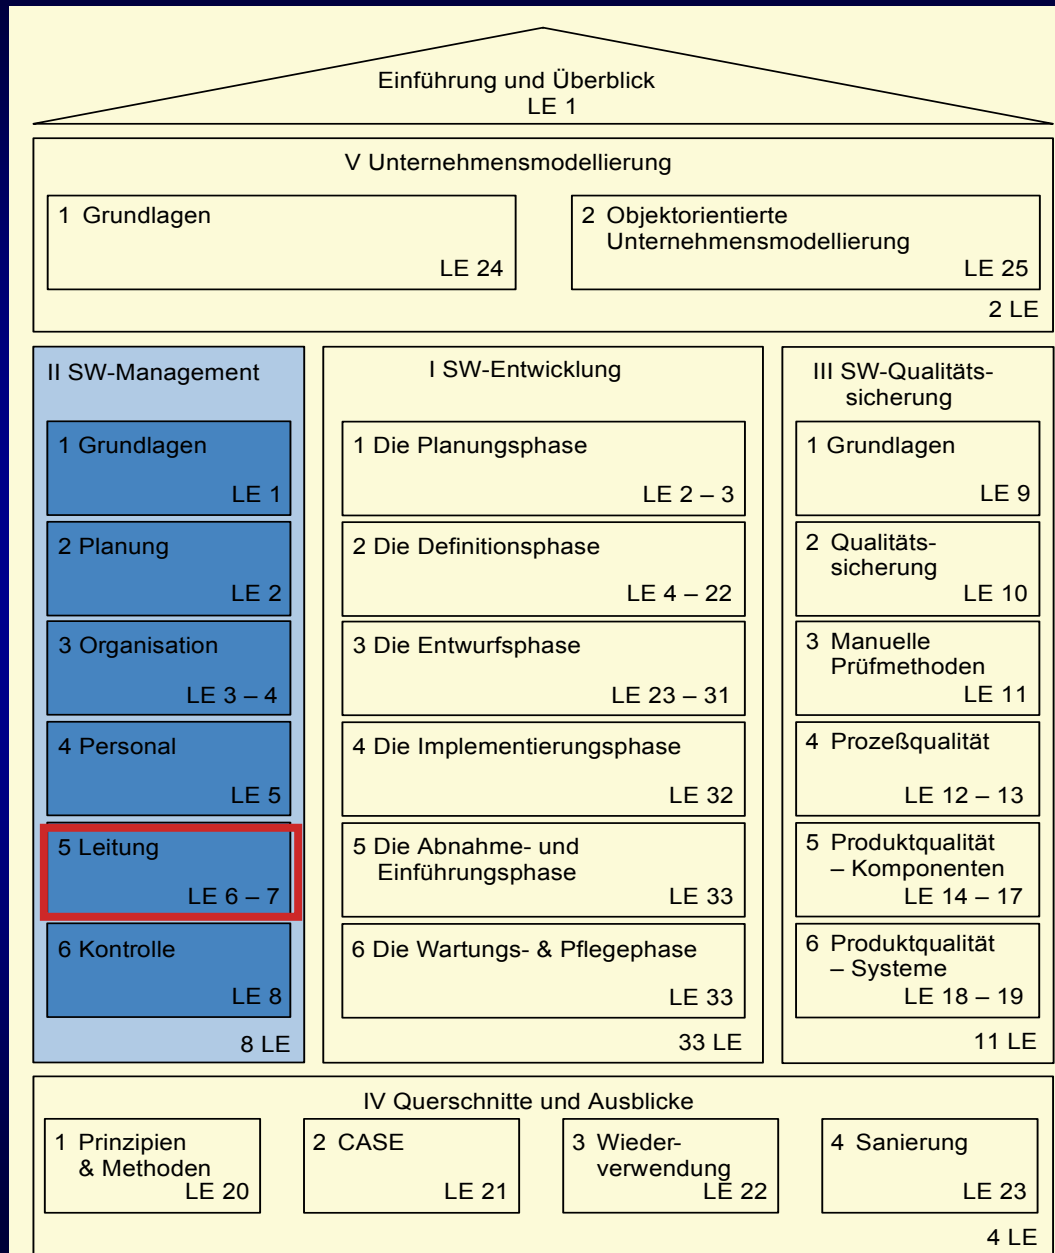 Einführung und Überblick
LE 1
V Unternehmensmodellierung
1 Grundlagen
LE 24
2 Objektorientierte
Unternehmensmodellierung
LE 25
2 LE
II SW-Management
1 Grundlagen
LE 1
2 Planung
LE 2
3 Organisation
LE 3 – 4
4 Personal
LE 5
5 Leitung
LE 6 – 7
6 Kontrolle
LE 8
8 LE
I SW-Entwicklung
1 Die Planungsphase
LE 2 – 3
2 Die Definitionsphase
LE 4 – 22
3 Die Entwurfsphase
LE 23 – 31
4 Die Implementierungsphase
LE 32
5 Die Abnahme- und
Einführungsphase
LE 33
6 Die Wartungs- & Pflegephase
LE 33
33 LE
III SW-Qualitäts-
sicherung
1 Grundlagen
LE 9
2 Qualitäts-
sicherung
LE 10
3 Manuelle
Prüfmethoden
LE 11
4 Prozeßqualität
LE 12 – 13
5 Produktqualität
– Komponenten
LE 14 – 17
6 Produktqualität
– Systeme
LE 18 – 19
11 LE
IV Querschnitte und Ausblicke
1 Prinzipien
& Methoden
LE 20
2 CASE
LE 21
3 Wieder-
verwendung
LE 22
4 Sanierung
LE 23
4 LE